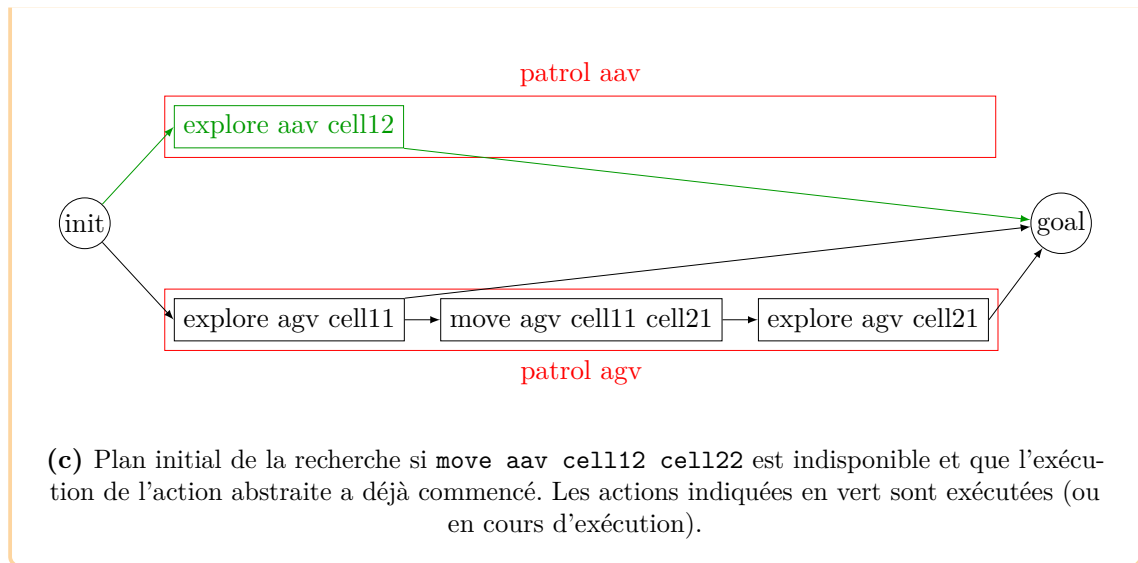 patrol aav
explore aav cell12
init
goal
explore agv cell11
move agv cell11 cell21
explore agv cell21
patrol agv
(c) Plan initial de la recherche si move aav cell12 cell22 est indisponible et que l'exécu-
tion de l'action abstraite a déjà commencé. Les actions indiquées en vert sont exécutées (ou
en cours d'exécution).